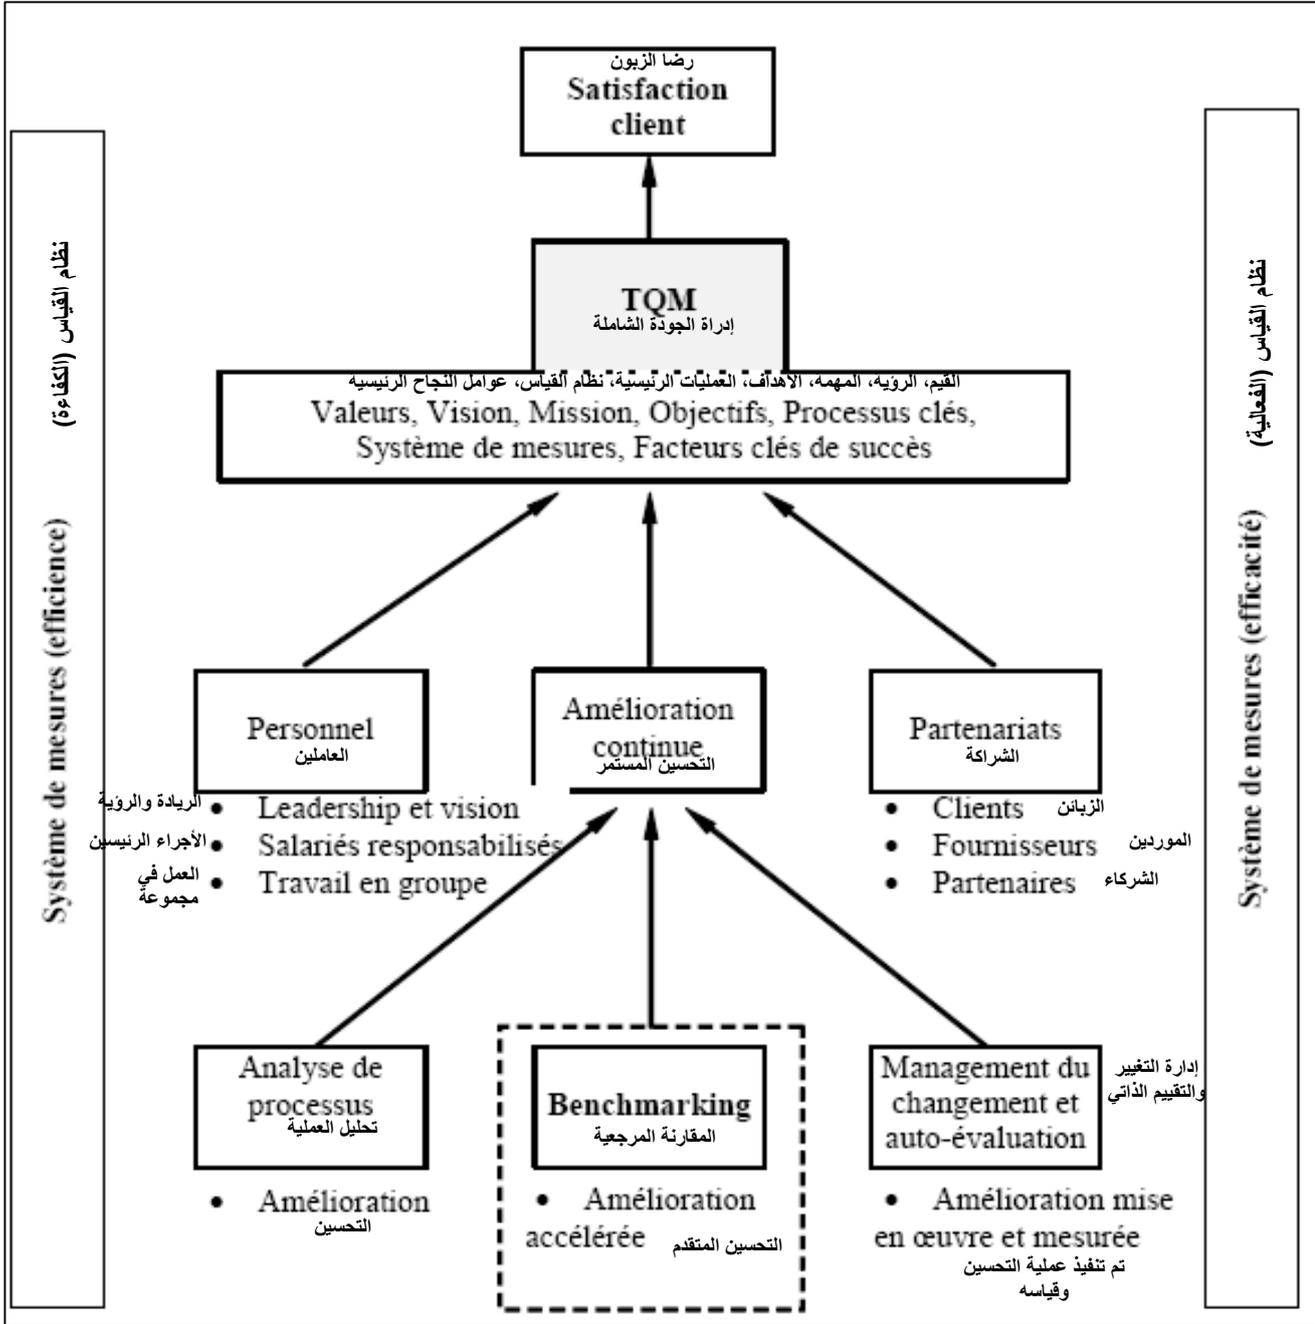 رضا الزبون
Satisfaction
client
TQM
إدراة الجودة الشاملة
القيم، الرؤيه، المهمه، الأهداف، العمليات الرئيسية، نظام القياس، عوامل النجاح الرئيسيه
Valeurs, Vision, Mission, Objectifs, Processus clés,
Système de mesures, Facteurs clés de succès
نظام القياس (الكفاءة)
Système de mesures (efficience)
نظام القياس (الفعالية)
Système de mesures (efficacité)
Personnel
العاملين
الريادة والرؤية • Leadership et vision
الأجراء الرئيسين • Salariés responsabilisés
العمل في
مجموعة
• Travail en groupe
Amélioration
continue
التحسين المستمر
Partenariats
الشراكة
• Clients الزبائن
• Fournisseurs الموردين
• Partenaires الشركاء
Analyse de
processus
تحليل العملية
• Amélioration
التحسين
Benchmarking
المقارنة المرجعية
• Amélioration
accélérée التحسين المتقدم
Management du
changement et
auto-évaluation
إدارة التغيير
والتقييم الذاتي
• Amélioration mise
en œuvre et mesurée
تم تنفيذ عملية التحسين
وقياسه